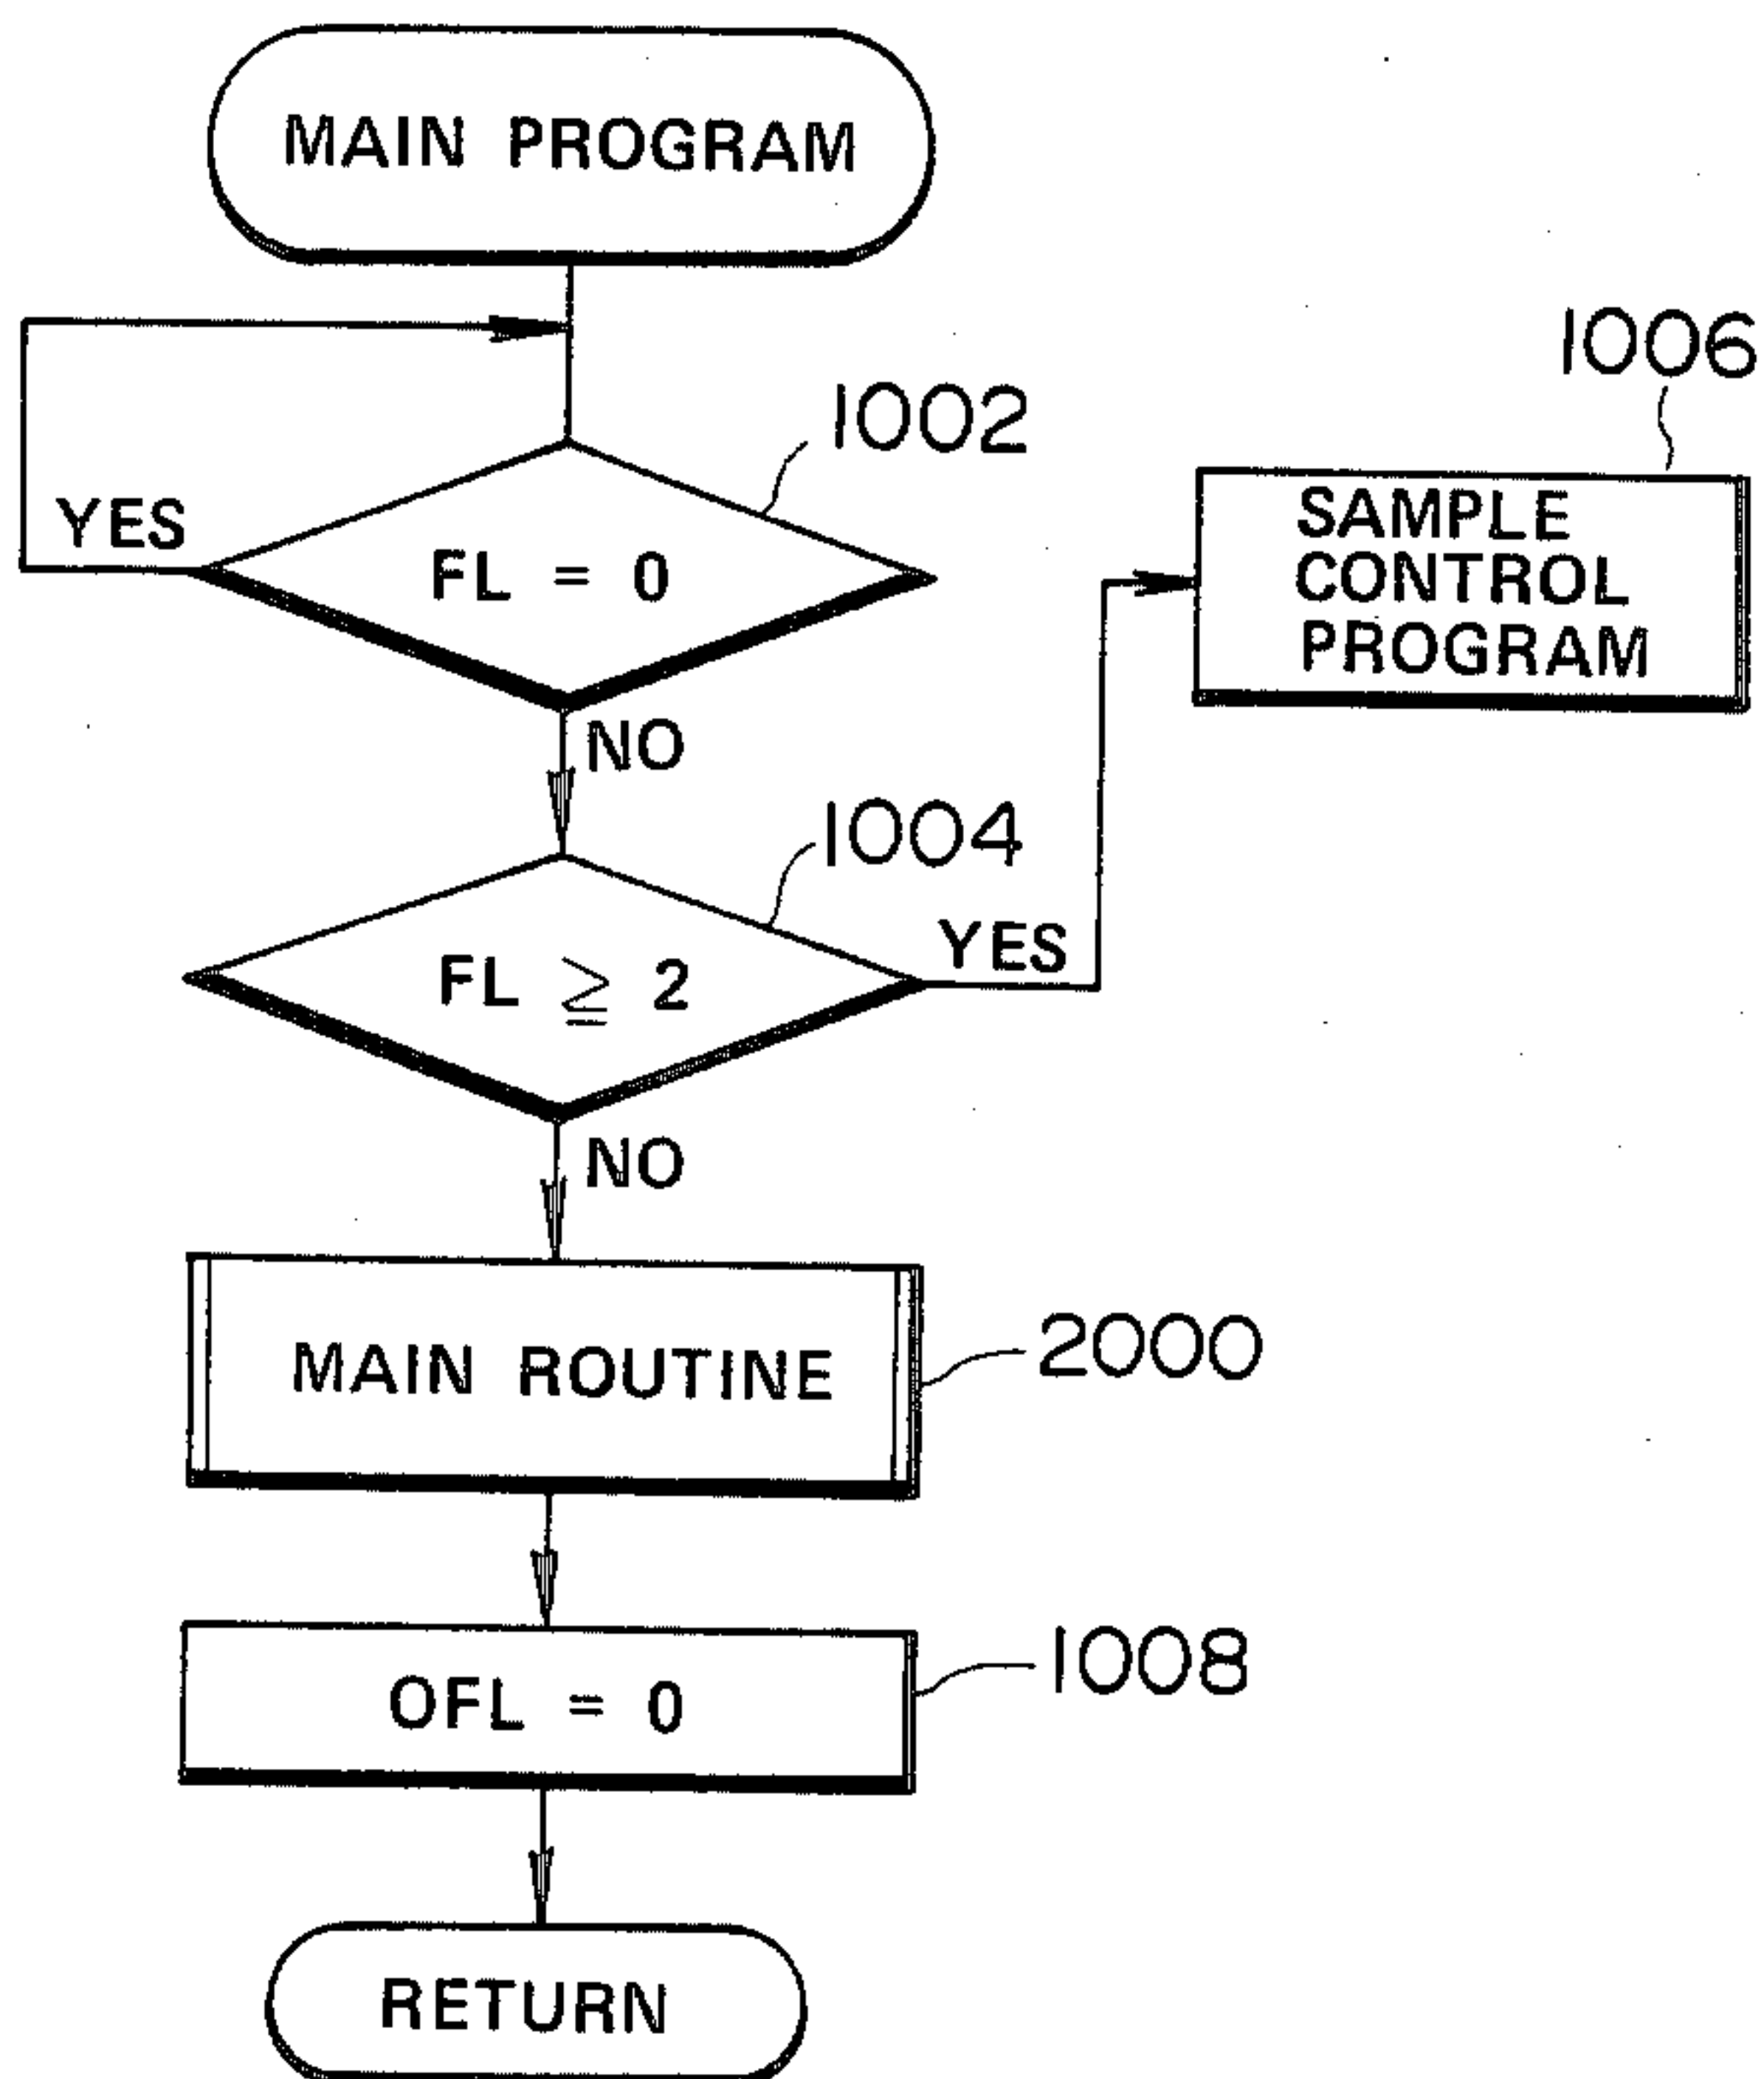 MAIN PROGRAM
1002
YES
FL = 0
NO
1006
SAMPLE
CONTROL
PROGRAM
1004
FL ≧ 2
YES
NO
MAIN ROUTINE
2000
OFL = 0
1008
RETURN